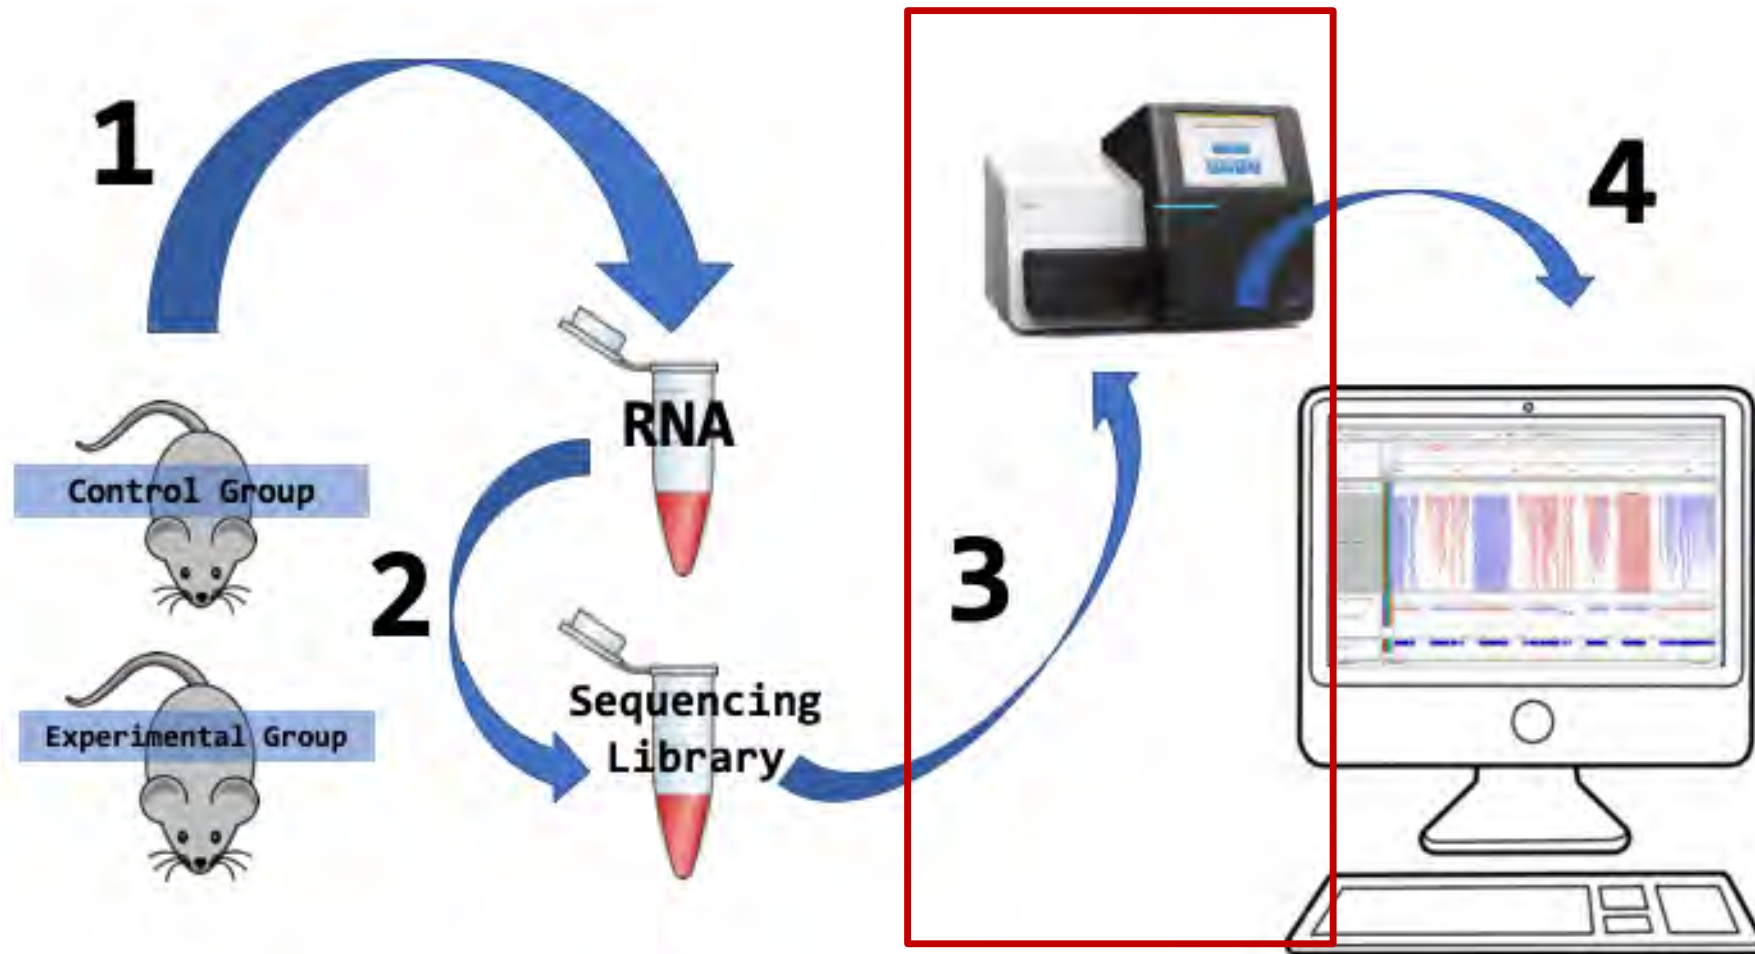 1
4
RNA
Control Group
2
3
Sequencing
Library
Experimental Group